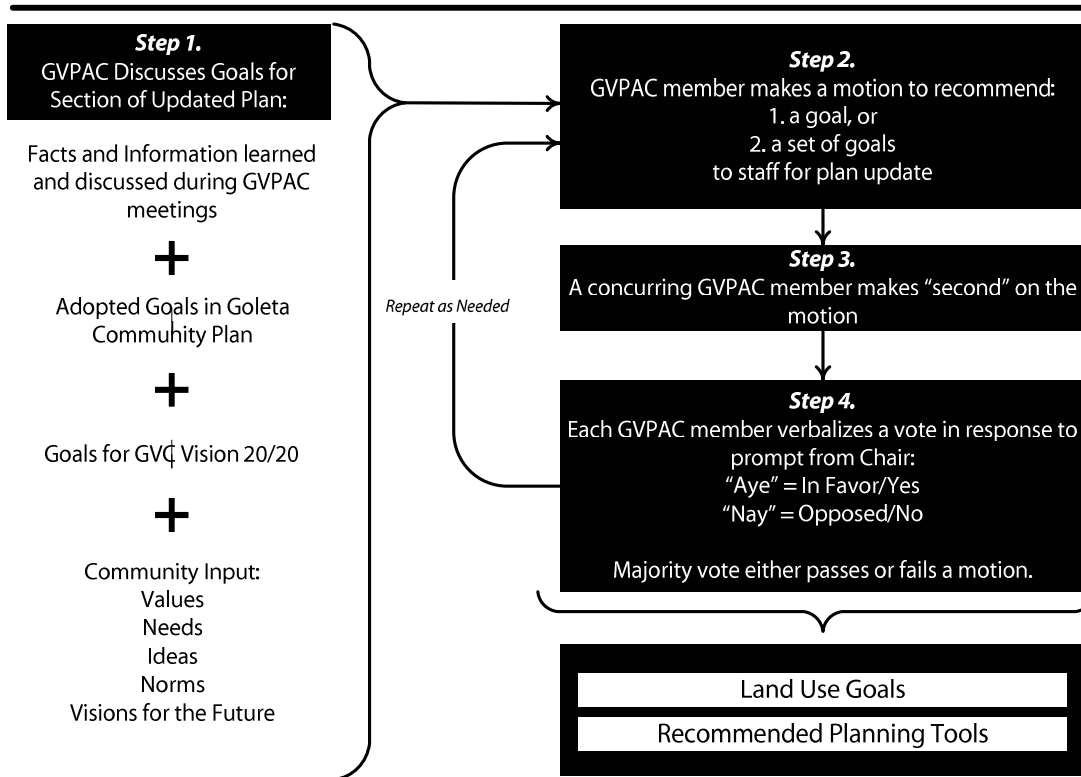 Step 1.
GVPAC Discusses Goals for
Section of Updated Plan:
Facts and Information learned
and discussed during GVPAC
meetings
+
Adopted Goals in Goleta
Community Plan
+
Goals for GVC Vision 20/20
+
Community Input:
Values
Needs
Ideas
Norms
Visions for the Future
Repeat as Needed
Step 2.
GVPAC member makes a motion to recommend:
1. a goal, or
2. a set of goals
to staff for plan update
Step 3.
A concurring GVPAC member makes “second” on the
motion
Step 4.
Each GVPAC member verbalizes a vote in response to
prompt from Chair:
“Aye” = In Favor/Yes
“Nay” = Opposed/No
Majority vote either passes or fails a motion.
Land Use Goals
Recommended Planning Tools